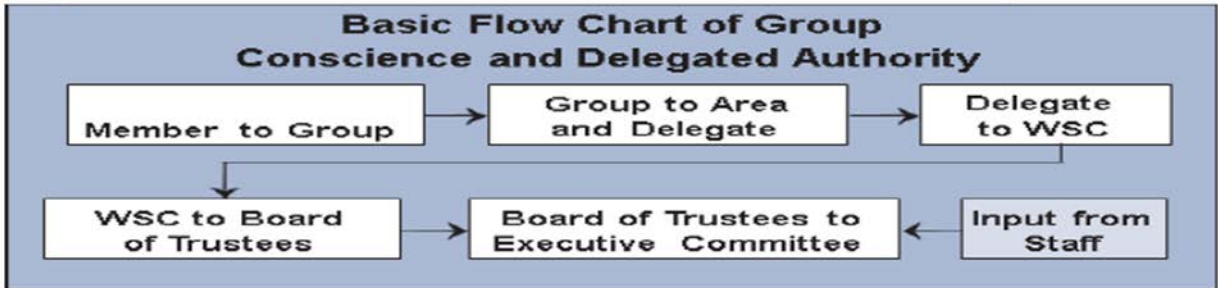 Basic Flow Chart of Group
Conscience and Delegated Authority
Member to Group
Group to Area
and Delegate
Delegate
to WSC
WSC to Board
of Trustees
Board of Trustees to
Executive Committee
Input from
Staff